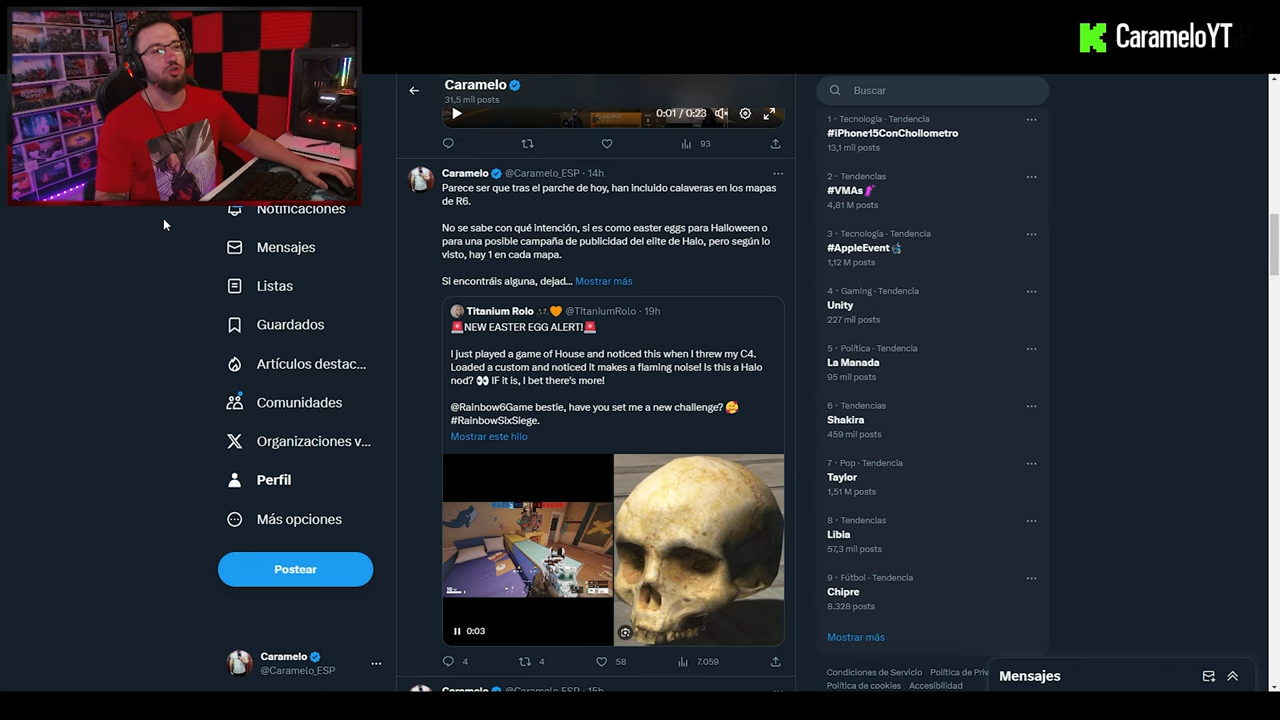 CarameloYT
Caramelo
31,5 mil posts
0:01 / 0:23
93
Notificaciones
Mensajes
Listas
Guardados
Artículos destac...
Comunidades
Organizaciones v...
Perfil
Más opciones
Postear
Caramelo
@Caramelo_ESP
Caramelo @Caramelo_ESP · 14h
Parece ser que tras el parche de hoy, han incluido calaveras en los mapas
de R6.
No se sabe con qué intención, si es como easter eggs para Halloween o
para una posible campaña de publicidad del elite de Halo, pero según lo
visto, hay 1 en cada mapa.
Si encontráis alguna, dejad... Mostrar más
Titanium Rolo @TitaniumRolo · 19h
🚨NEW EASTER EGG ALERT!🚨
I just played a game of House and noticed this when I threw my C4.
Loaded a custom and noticed it makes a flaming noise! Is this a Halo
nod? 👀 IF it is, I bet there's more!
@Rainbow6Game bestie, have you set me a new challenge? 🥰
#RainbowSixSiege.
Mostrar este hilo
0:03
4 4 58 7.059
Caramelo @Caramelo_ESP · 15h
Buscar
1 · Tecnología · Tendencia
#iPhone15ConChollometro
13,1 mil posts
2 · Tendencias
#VMAs
4,81 M posts
3 · Tecnología · Tendencia
#AppleEvent
1,12 M posts
4 · Gaming · Tendencia
Unity
227 mil posts
5 · Política · Tendencia
La Manada
95 mil posts
6 · Tendencias
Shakira
459 mil posts
7 · Pop · Tendencia
Taylor
1,51 M posts
8 · Tendencias
Libia
57,3 mil posts
9 · Fútbol · Tendencia
Chipre
8.328 posts
Mostrar más
Condiciones de Servicio Política de Priv
Política de cookies Accesibilidad
Mensajes